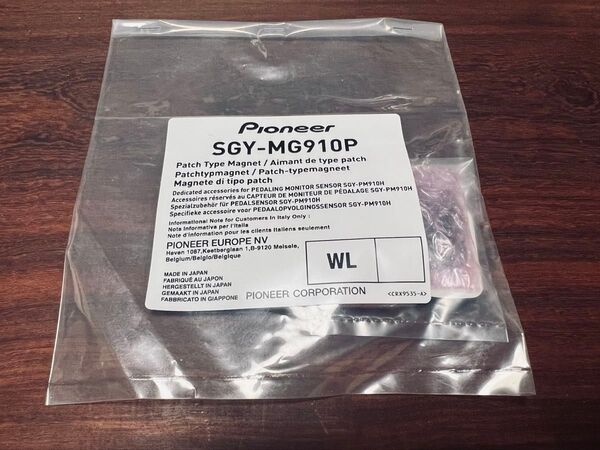 Pioneer
SGY-MG910P
Patch Type Magnet / Aimant de type patch
Patchtypmagnet / Patch-typemagneet
Magnete di tipo patch
Dedicated accessories for PEDALING MONITOR SENSOR SGY-PM910H
Accessoires réservés au CAPTEUR DE MONITEUR DE PÉDALAGE SGY-PM910H
Spezialzubehör für PEDALSENSOR SGY-PM910H
Specifieke accessoire voor PEDAALOPVOLGINGSSENSOR SGY-PM910H
Informational Note for Customers in Italy Only :
Nota Informativa per l'Italia
Note d'information pour les clients italiens seulement
PIONEER EUROPE NV
Haven 1087,Keetberglaan 1,B-9120 Melsele,
Belgium/Belgio/Belgique
WL
MADE IN JAPAN
FABRIQUÉ AU JAPON
HERGESTELLT IN JAPAN
GEMAAKT IN JAPAN
FABBRICATO IN GIAPPONE
PIONEER CORPORATION
<CRX9535-A>